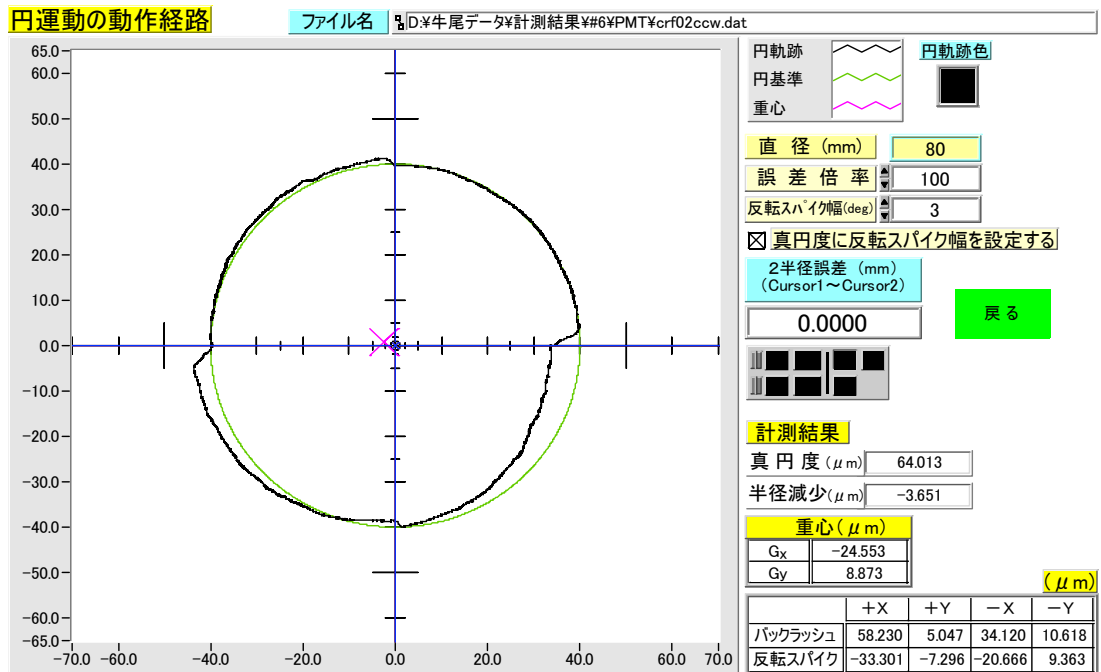 円運動の動作経路
ファイル名 D:¥牛尾データ¥計測結果¥#6¥PMT¥crf02ccw.dat
65.0
60.0
50.0
40.0
30.0
20.0
10.0
0.0
-10.0
-20.0
-30.0
-40.0
-50.0
-60.0
-65.0
-70.0 -60.0 -40.0 -20.0 0.0 20.0 40.0 60.0 70.0
円軌跡
円基準
重心
円軌跡色
直 径 (mm) 80
誤 差 倍 率 100
反転スパイク幅(deg) 3
真円度に反転スパイク幅を設定する
2半径誤差 (mm)
(Cursor1～Cursor2)
0.0000
戻る
計測結果
真 円 度 (μm) 64.013
半径減少(μm) -3.651
重心(μm)
Gx -24.553
Gy 8.873
(μm)
+X +Y -X -Y
バックラッシュ 58.230 5.047 34.120 10.618
反転スパイク -33.301 -7.296 -20.666 9.363